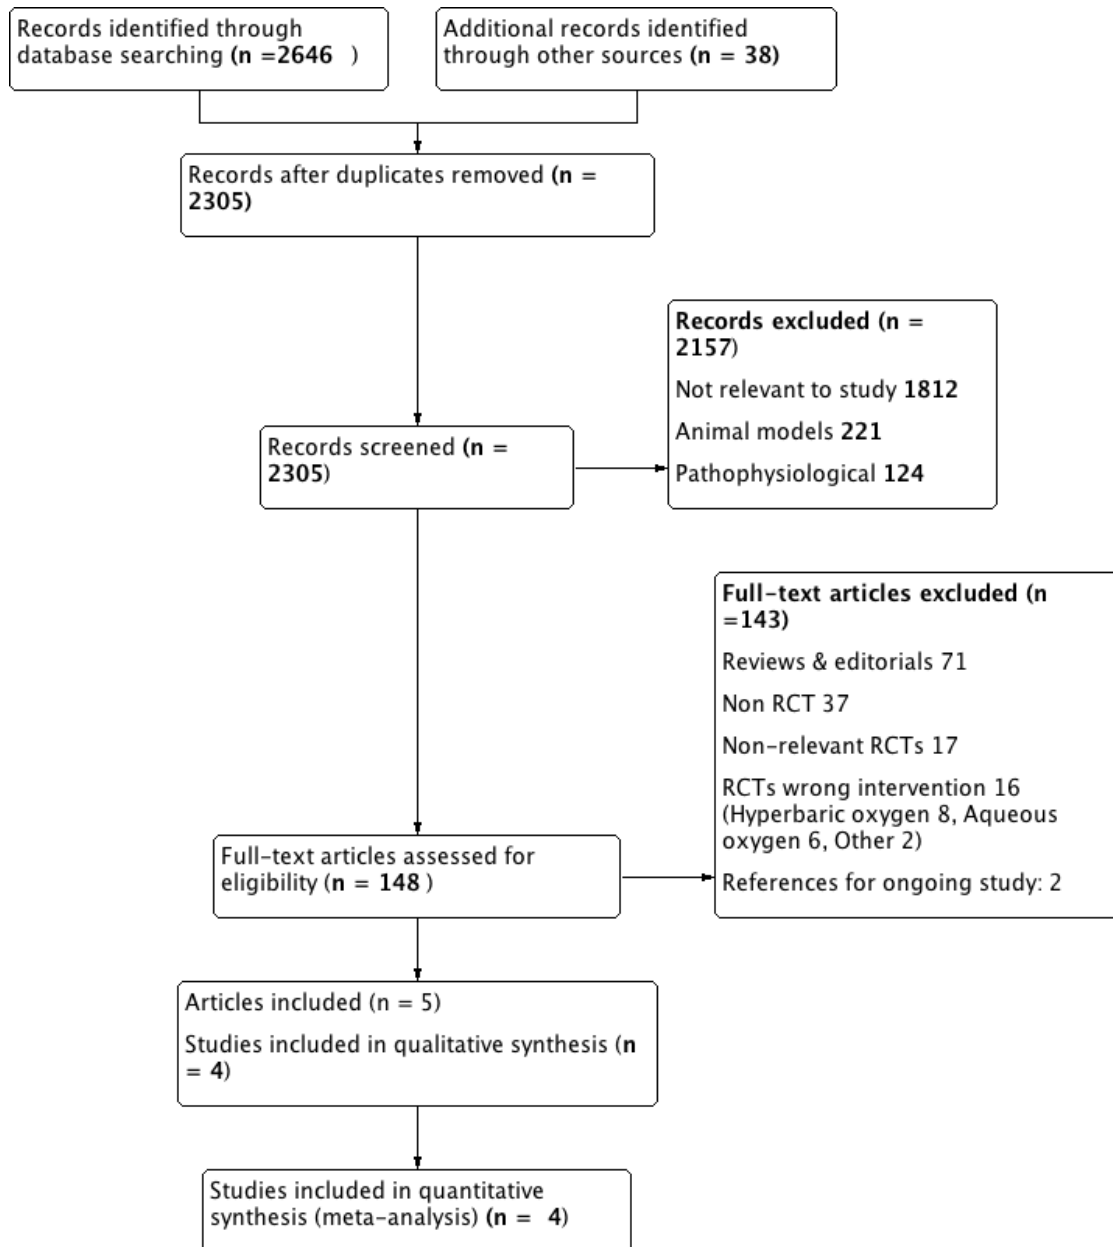 Records identified through
database searching (n =2646 )
Additional records identified
through other sources (n = 38)
Records after duplicates removed (n =
2305)
Records excluded (n =
2157)
Not relevant to study 1812
Animal models 221
Pathophysiological 124
Records screened (n =
2305)
Full-text articles excluded (n
=143)
Reviews & editorials 71
Non RCT 37
Non-relevant RCTs 17
RCTs wrong intervention 16
(Hyperbaric oxygen 8, Aqueous
oxygen 6, Other 2)
References for ongoing study: 2
Full-text articles assessed for
eligibility (n = 148 )
Articles included (n = 5)
Studies included in qualitative synthesis (n
= 4)
Studies included in quantitative
synthesis (meta-analysis) (n = 4)